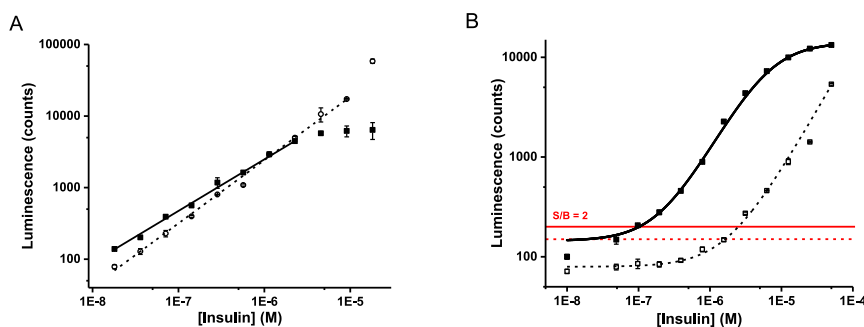 A
Luminescence (counts)
100000
10000
1000
100
1E-8
1E-7
1E-6
1E-5
[Insulin] (M)
B
Luminescence (counts)
10000
1000
100
S/B = 2
1E-8
1E-7
1E-6
1E-5
1E-4
[Insulin] (M)